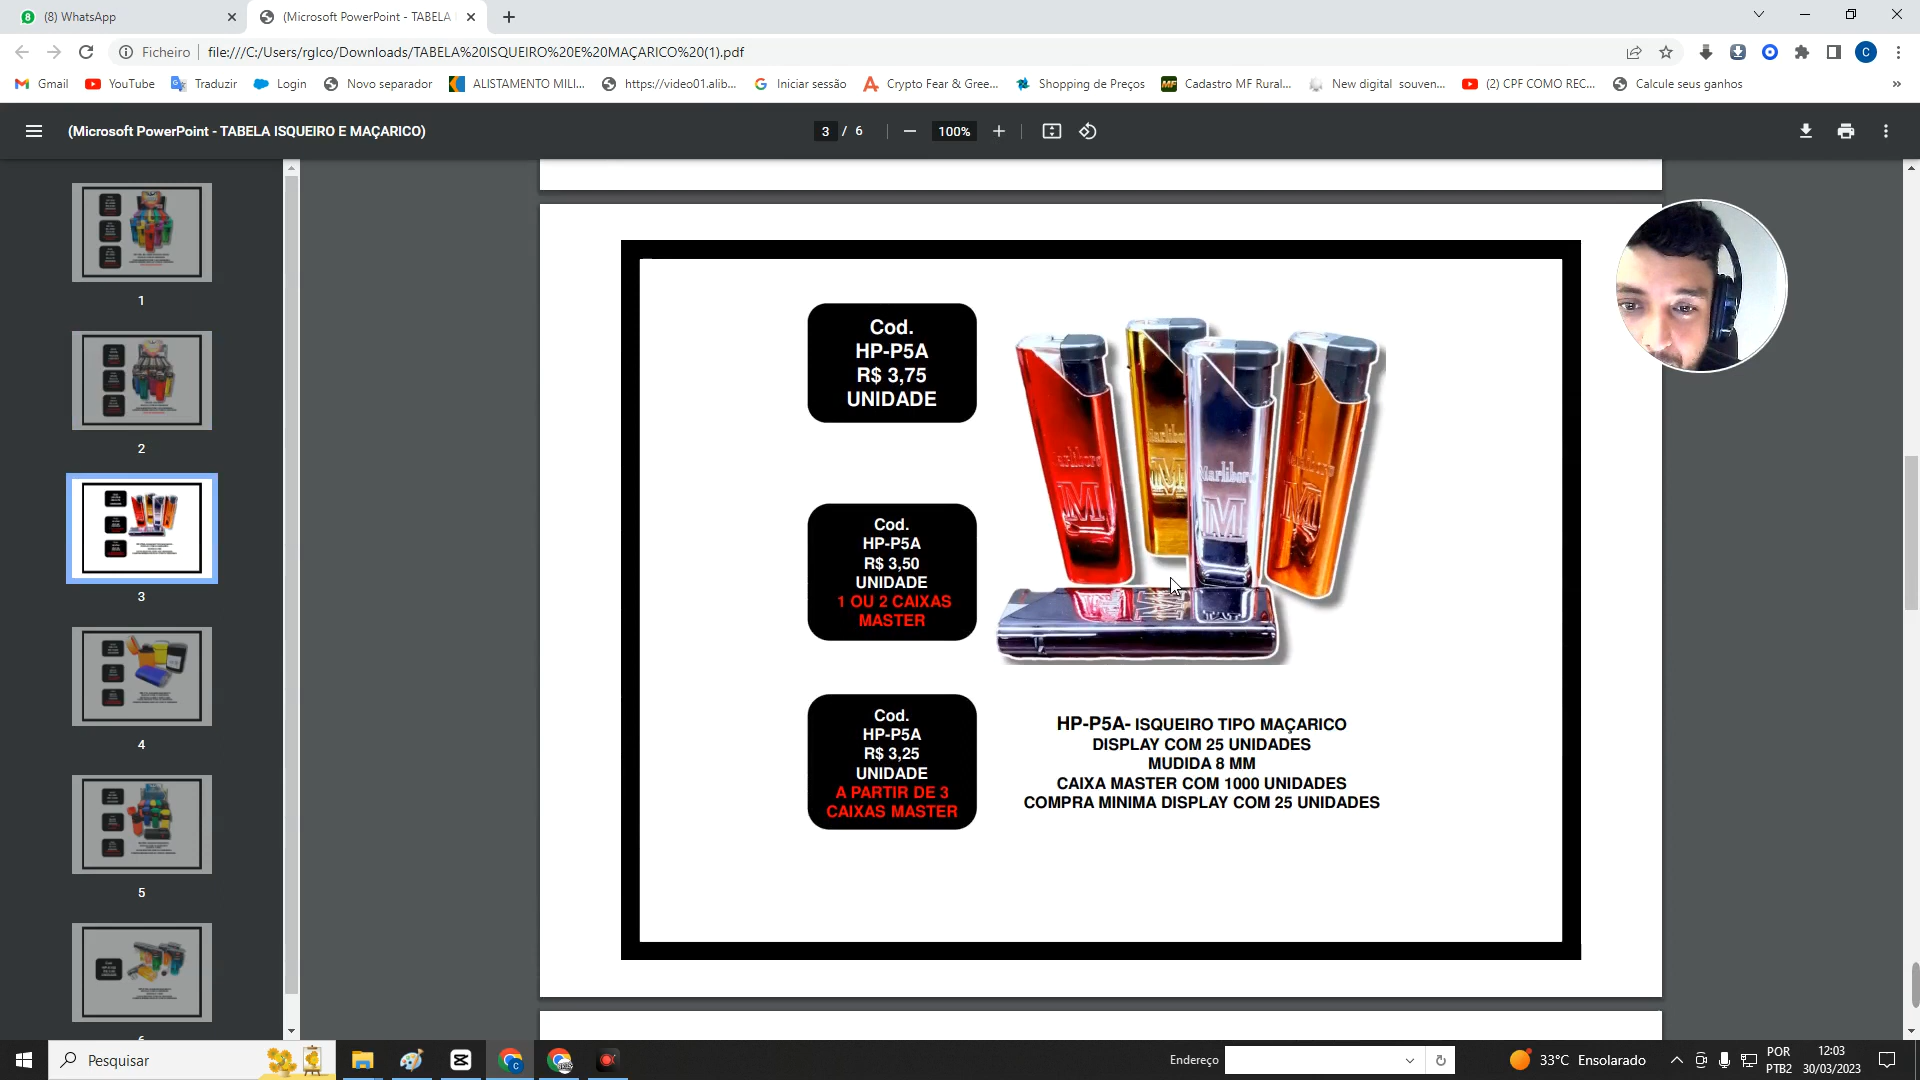 (8) WhatsApp
(Microsoft PowerPoint - TABELA
Ficheiro
file:///C:/Users/rglco/Downloads/TABELA%20ISQUEIRO%20E%20MAÇARICO%20(1).pdf
C
Gmail
YouTube
Traduzir
Login
Novo separador
ALISTAMENTO MILI...
https://video01.alib...
Iniciar sessão
Crypto Fear & Gree...
Shopping de Preços
Cadastro MF Rural...
New digital souven...
(2) CPF COMO REC...
Calcule seus ganhos
»
(Microsoft PowerPoint - TABELA ISQUEIRO E MAÇARICO)
3 / 6
100%
1
2
3
4
5
Cod.
HP-P5A
R$ 3,75
UNIDADE
Cod.
HP-P5A
R$ 3,50
UNIDADE
1 OU 2 CAIXAS
MASTER
Cod.
HP-P5A
R$ 3,25
UNIDADE
A PARTIR DE 3
CAIXAS MASTER
HP-P5A- ISQUEIRO TIPO MAÇARICO
DISPLAY COM 25 UNIDADES
MUDIDA 8 MM
CAIXA MASTER COM 1000 UNIDADES
COMPRA MINIMA DISPLAY COM 25 UNIDADES
Pesquisar
Endereço
33°C Ensolarado
POR
PTB2
12:03
30/03/2023